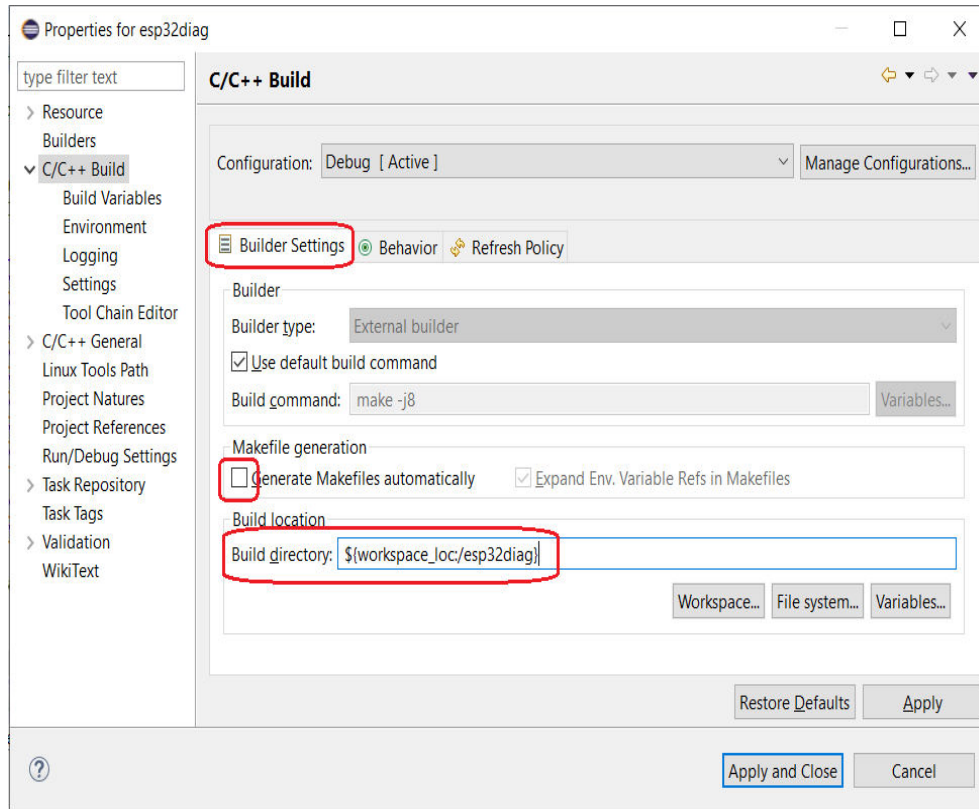 Properties for esp32diag
type filter text
C/C++ Build
Resource
Builders
C/C++ Build
Build Variables
Environment
Logging
Settings
Tool Chain Editor
C/C++ General
Linux Tools Path
Project Natures
Project References
Run/Debug Settings
Task Repository
Task Tags
Validation
WikiText
Configuration: Debug [ Active ] Manage Configurations...
Builder Settings Behavior Refresh Policy
Builder
Builder type: External builder
Use default build command
Build command: make -j8 Variables...
Makefile generation
Generate Makefiles automatically Expand Env. Variable Refs in Makefiles
Build location
Build directory: ${workspace_loc:/esp32diag}
Workspace... File system... Variables...
Restore Defaults Apply
? Apply and Close Cancel